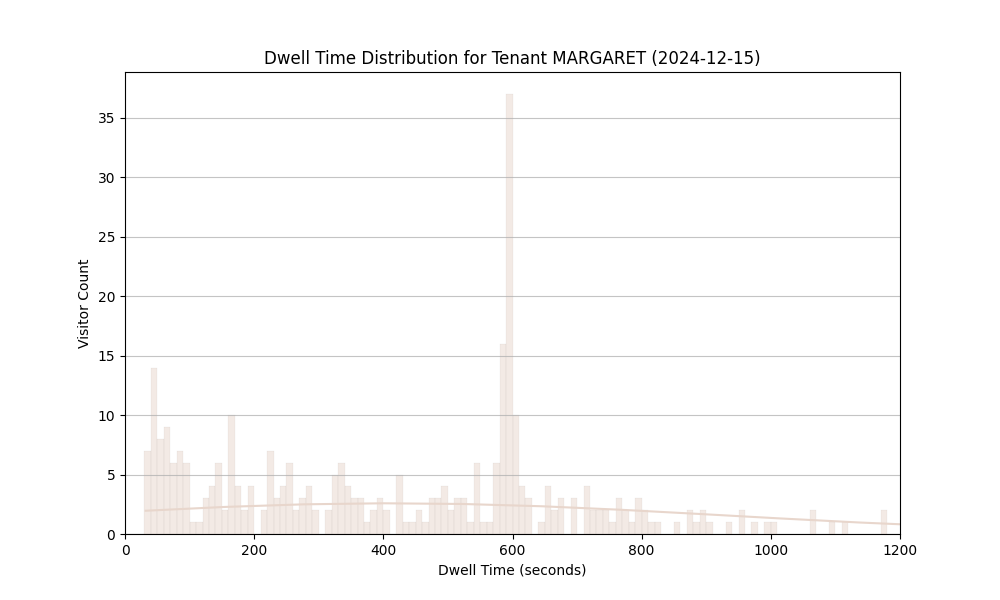 Dwell Time Distribution for Tenant MARGARET (2024-12-15)
35
30
25
20
15
10
5
0
Visitor Count
0 200 400 600 800 1000 1200
Dwell Time (seconds)